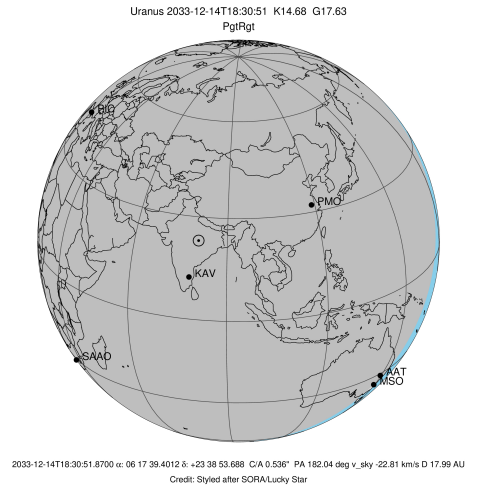 Uranus 2033-12-14T18:30:51 K14.68 G17.63
PgtRgt
PIC
PMO
KAV
SAAO
AAT
MSO
2033-12-14T18:30:51.8700 α: 06 17 39.4012 δ: +23 38 53.688 C/A 0.536" PA 182.04 deg v_sky -22.81 km/s D 17.99 AU
Credit: Styled after SORA/Lucky Star